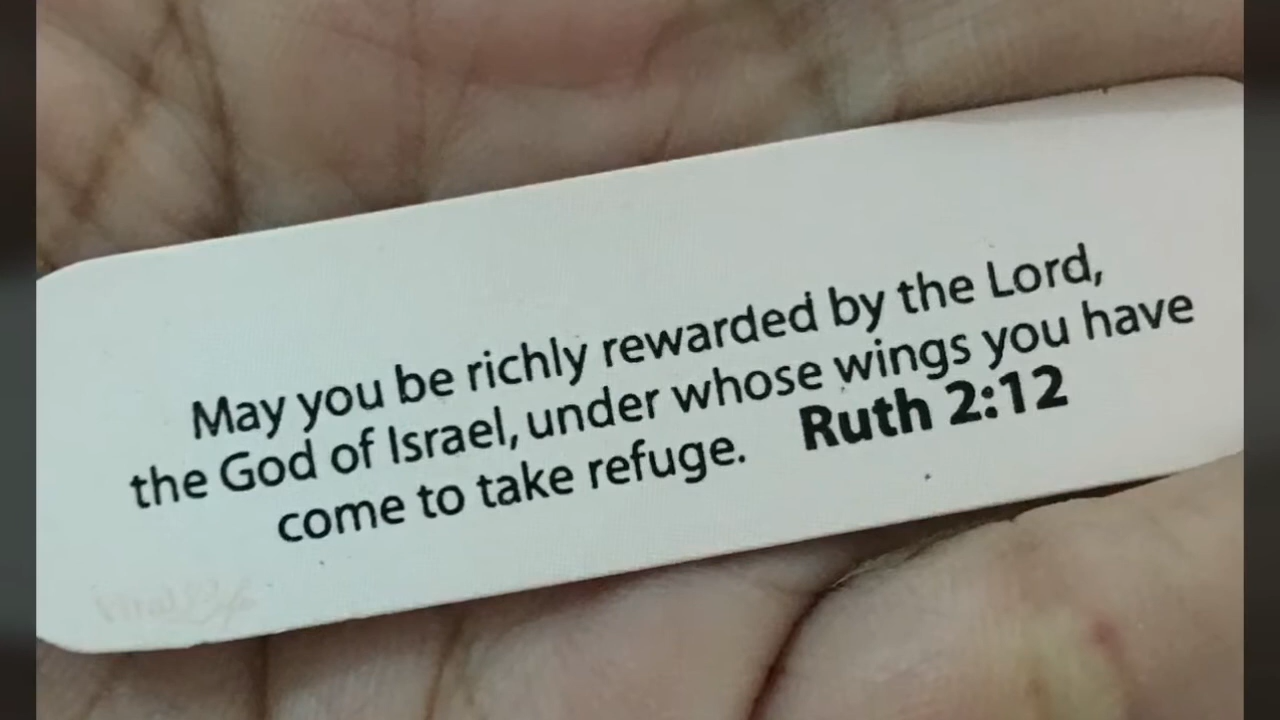 May you be richly rewarded by the Lord,
the God of Israel, under whose wings you have
come to take refuge. Ruth 2:12